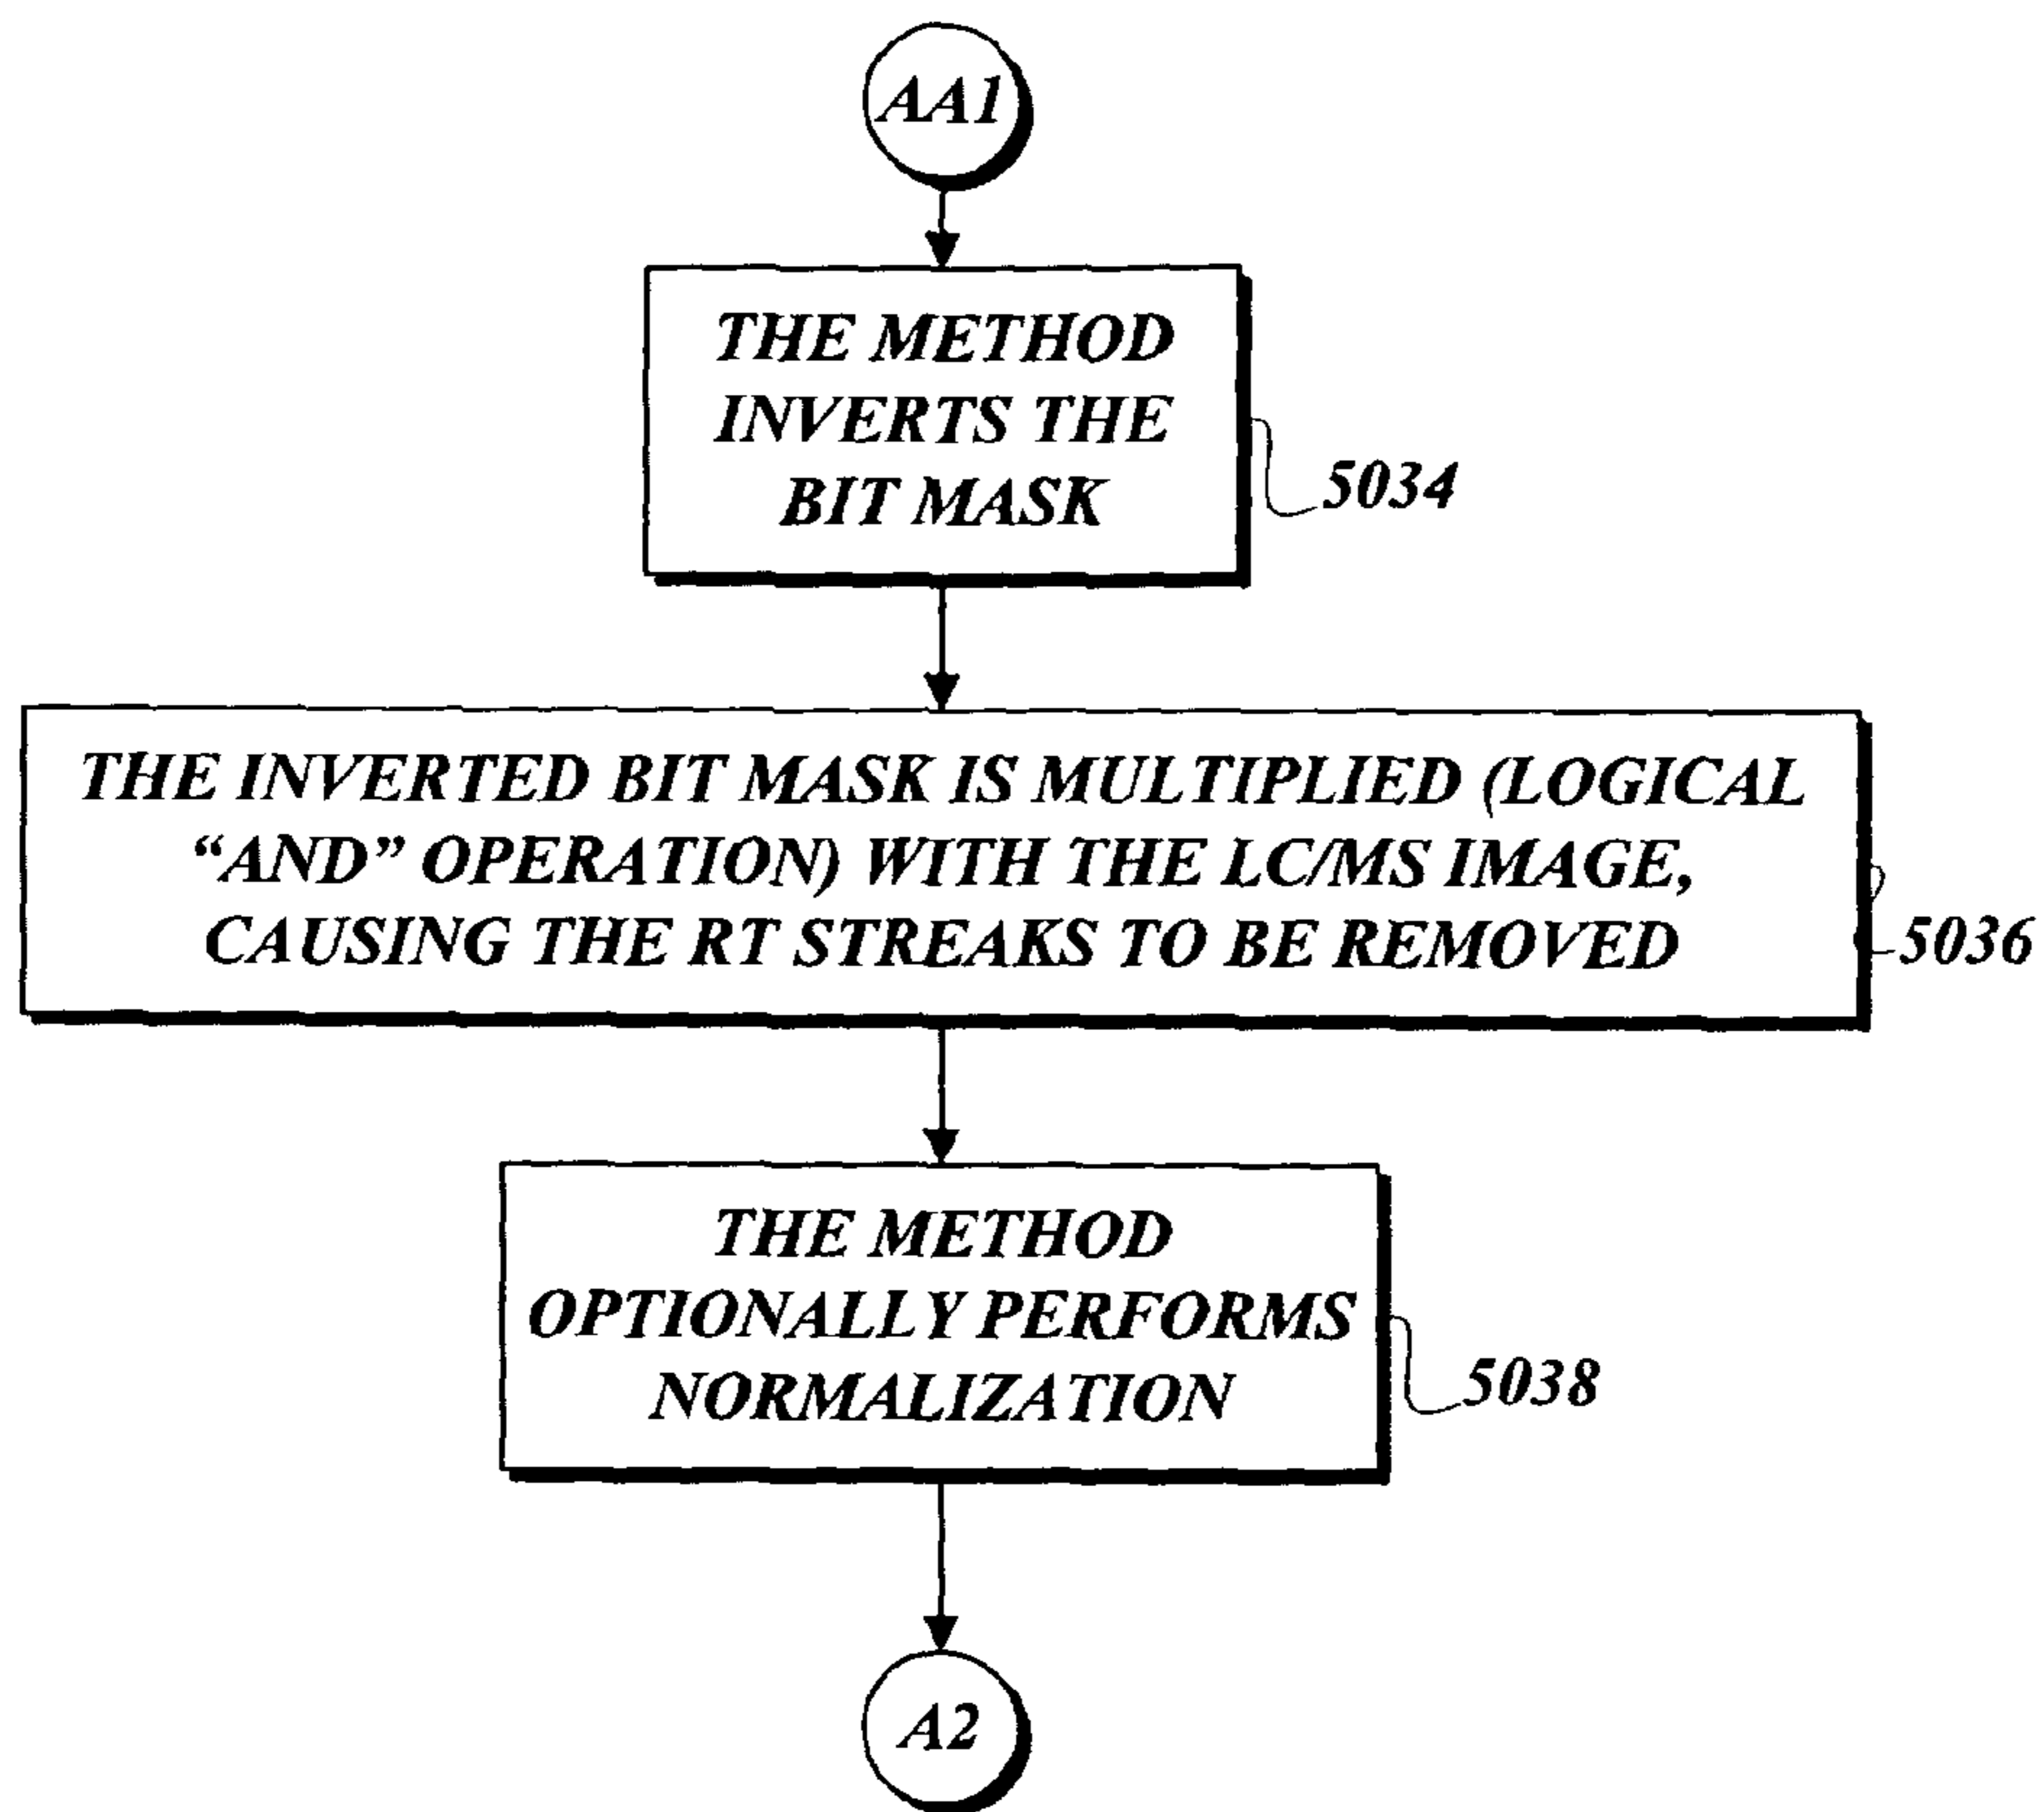 AA1
THE METHOD
INVERTS THE
BIT MASK
5034
THE INVERTED BIT MASK IS MULTIPLIED (LOGICAL
“AND” OPERATION) WITH THE LC/MS IMAGE,
CAUSING THE RT STREAKS TO BE REMOVED
5036
THE METHOD
OPTIONALLY PERFORMS
NORMALIZATION
5038
A2